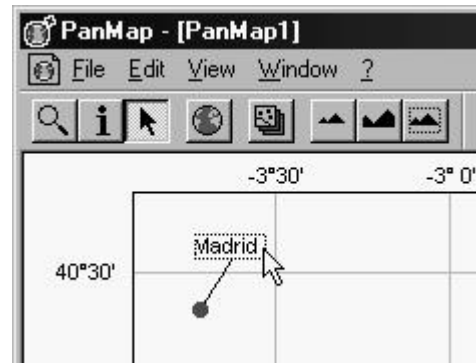 PanMap - [PanMap1]
File Edit View Window ?
i
-3°30' -3° 0'
Madrid
40°30'